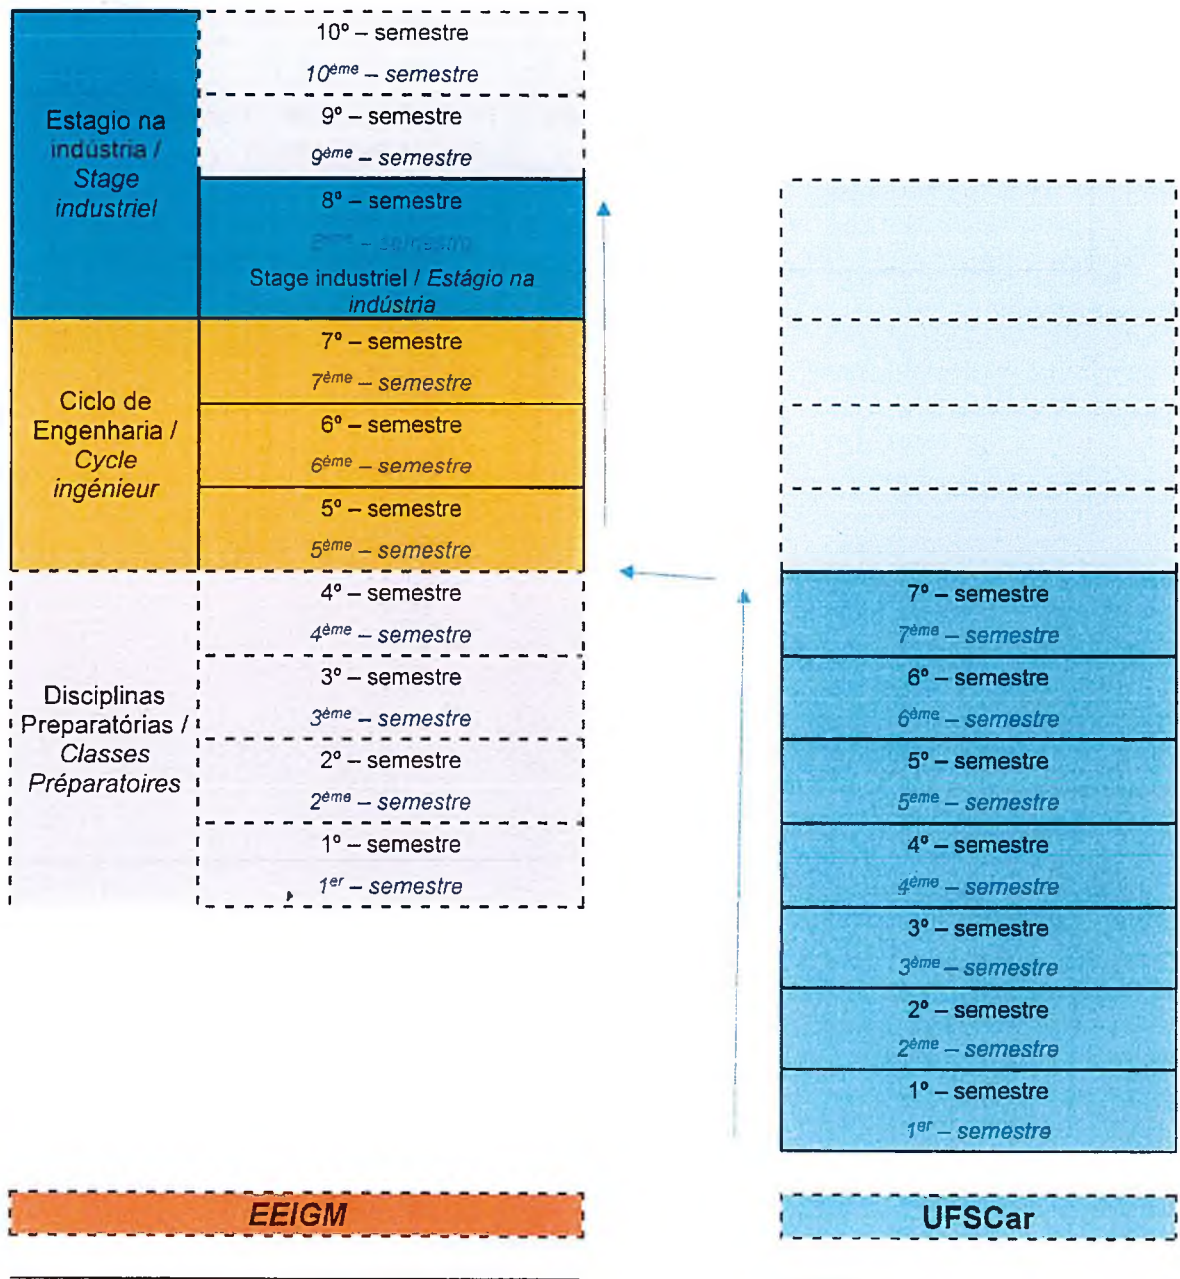 10º – semestre
10ème – semestre
9º – semestre
9ème – semestre
Estagio na
indústria /
Stage
industriel
8º – semestre
8ème – semestre
Stage industriel / Estágio na
indústria
7º – semestre
7ème – semestre
6º – semestre
6ème – semestre
5º – semestre
5ème – semestre
Ciclo de
Engenharia /
Cycle
ingénieur
4º – semestre
4ème – semestre
3º – semestre
3ème – semestre
2º – semestre
2ème – semestre
1º – semestre
1er – semestre
Disciplinas
Preparatórias /
Classes
Préparatoires
7º – semestre
7ème – semestre
6º – semestre
6ème – semestre
5º – semestre
5eme – semestre
4º – semestre
4ème – semestre
3º – semestre
3ème – semestre
2º – semestre
2ème – semestre
1º – semestre
1er – semestre
EEIGM
UFSCar